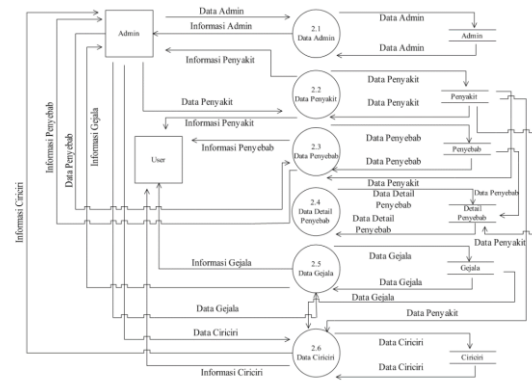 Data Admin
Informasi Admin
2.1
Data Admin
Data Admin
Admin
Data Admin
Admin
Informasi Penyakit
Data Penyakit
2.2
Data Penyakit
Data Penyakit
Penyakit
Data Penyakit
Informasi Penyakit
Informasi Penyebab
User
2.3
Data Penyebab
Data Penyebab
Penyebab
Data Penyebab
Data Penyakit
Data Detail
Penyebab
Data Penyebab
2.4
Data Detail
Penyebab
Detail
Penyebab
Data Detail
Penyebab
Data Penyakit
Informasi Gejala
2.5
Data Gejala
Data Gejala
Gejala
Data Gejala
Data Gejala
Data Gejala
Data Penyakit
Data Ciriciri
2.6
Data Ciriciri
Data Ciriciri
Ciriciri
Data Ciriciri
Informasi Ciriciri
Informasi Ciriciri
Informasi Penyebab
Data Penyebab
Informasi Gejala